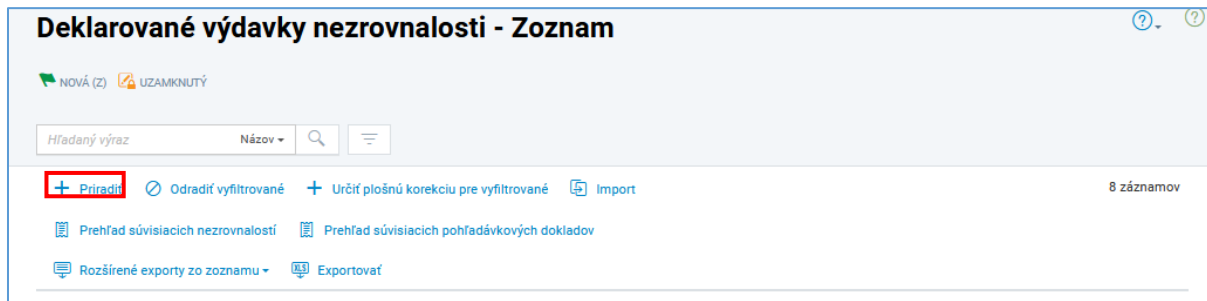 Deklarované výdavky nezrovnalosti - Zoznam
NOVÁ (Z) UZAMKNUTÝ
Hľadaný výraz Názov
Priradiť Odradiť vyfiltrované Určiť plošnú korekciu pre vyfiltrované Import 8 záznamov
Prehľad súvisiacich nezrovnalostí Prehľad súvisiacich pohľadávkových dokladov
Rozšírené exporty zo zoznamu XLS Exportovať